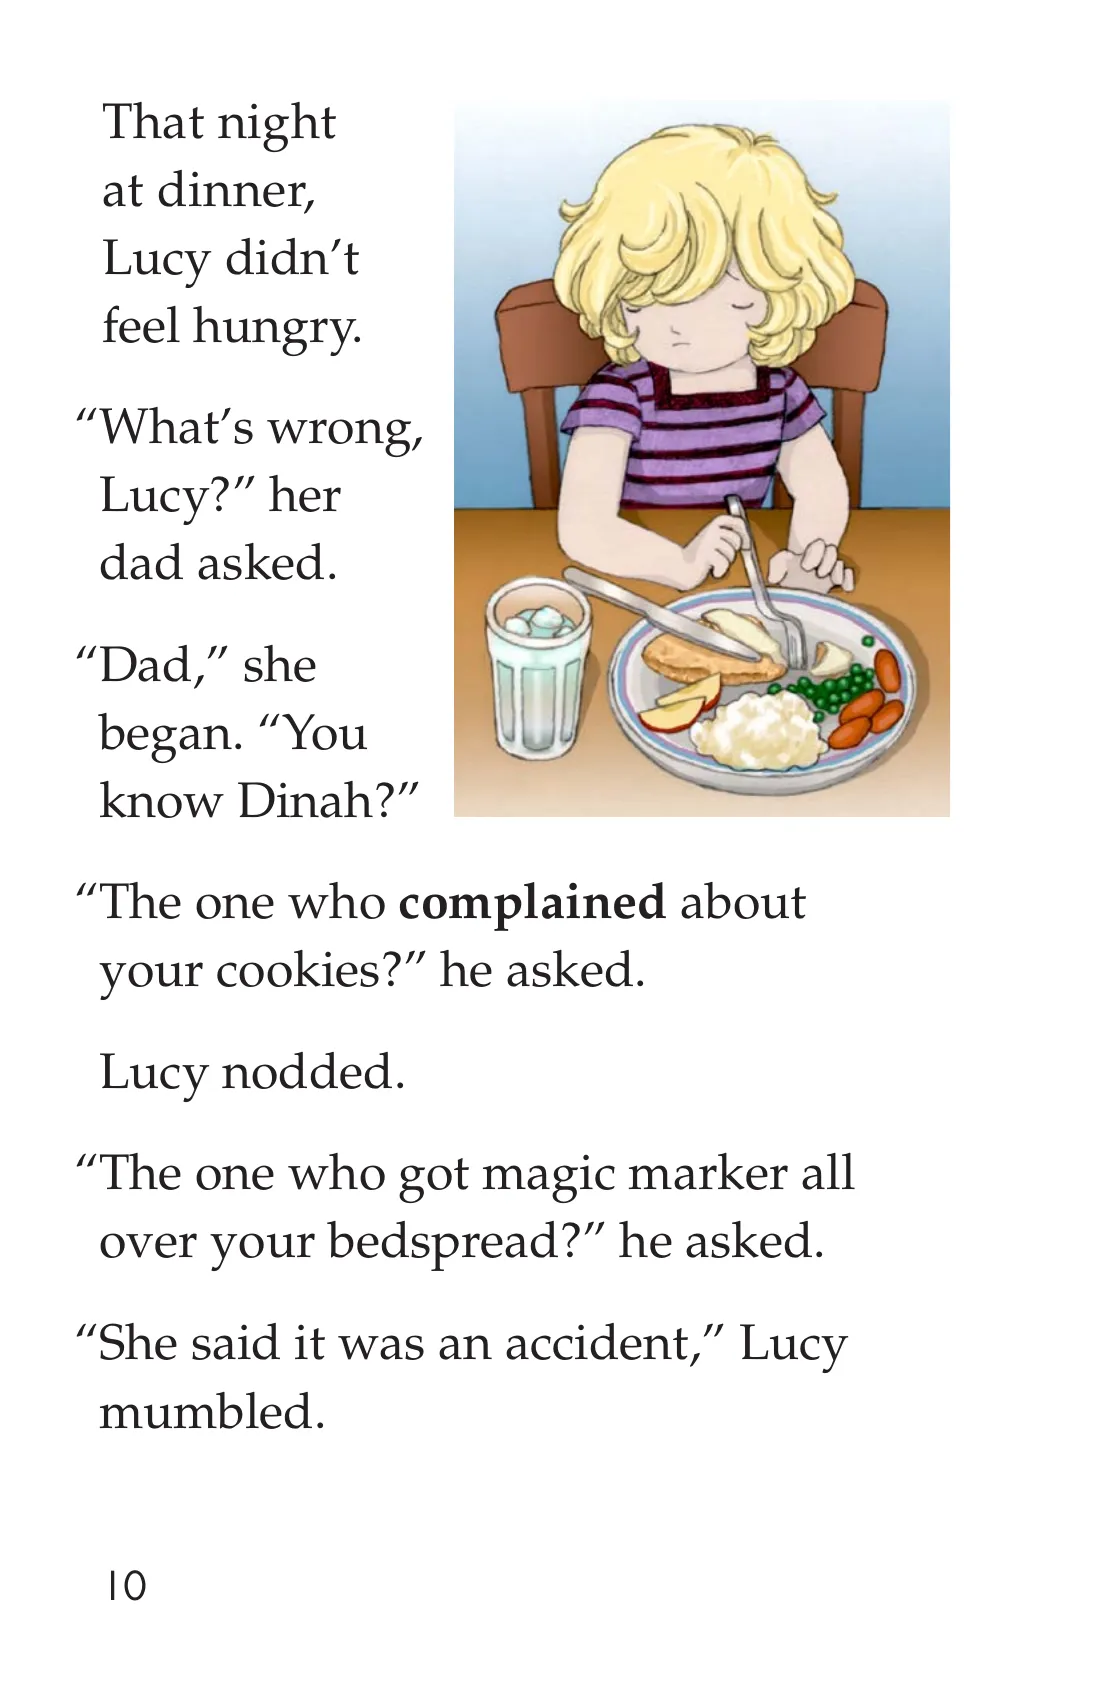 That night
at dinner,
Lucy didn’t
feel hungry.
“What’s wrong,
Lucy?” her
dad asked.
“Dad,” she
began. “You
know Dinah?”
“The one who complained about
your cookies?” he asked.
Lucy nodded.
“The one who got magic marker all
over your bedspread?” he asked.
“She said it was an accident,” Lucy
mumbled.
10